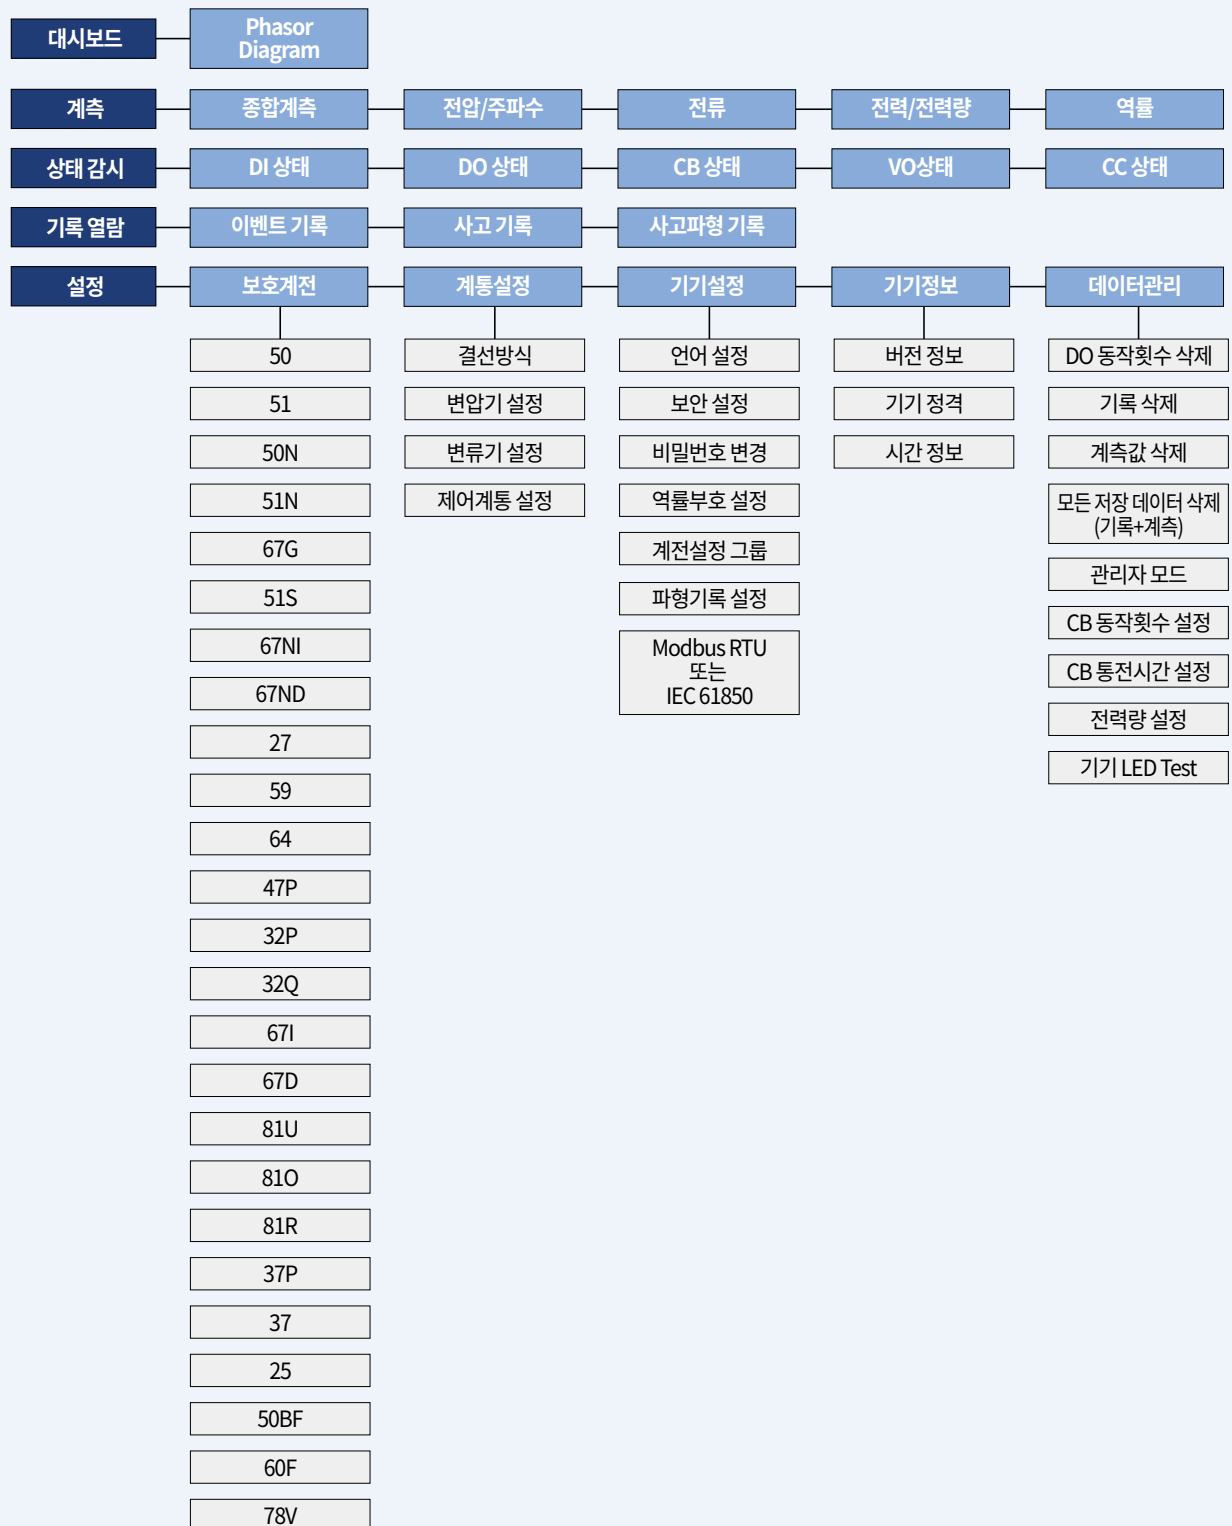 대시보드
Phasor
Diagram
계측
종합계측
전압/주파수
전류
전력/전력량
역률
상태 감시
DI 상태
DO 상태
CB 상태
VO상태
CC 상태
기록 열람
이벤트 기록
사고 기록
사고파형 기록
설정
보호계전
계통설정
기기설정
기기정보
데이터관리
50
51
50N
51N
67G
51S
67NI
67ND
27
59
64
47P
32P
32Q
67I
67D
81U
81O
81R
37P
37
25
50BF
60F
78V
결선방식
변압기 설정
변류기 설정
제어계통 설정
언어 설정
보안 설정
비밀번호 변경
역률부호 설정
계전설정 그룹
파형기록 설정
Modbus RTU
또는
IEC 61850
버전 정보
기기 정격
시간 정보
DO 동작횟수 삭제
기록 삭제
계측값 삭제
모든 저장 데이터 삭제
(기록+계측)
관리자 모드
CB 동작횟수 설정
CB 통전시간 설정
전력량 설정
기기 LED Test